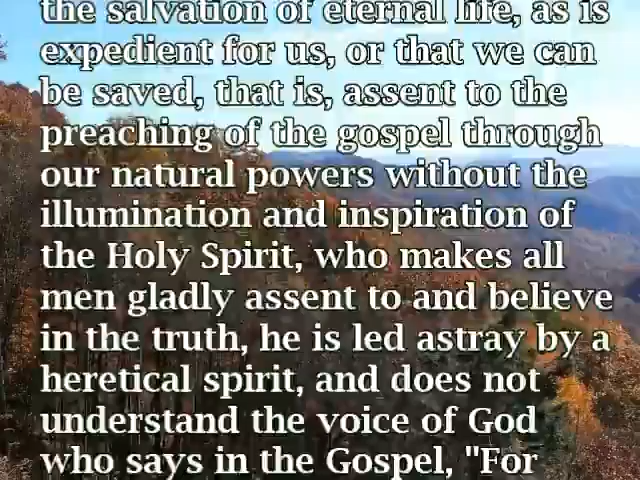 the salvation of eternal life, as is
expedient for us, or that we can
be saved, that is, assent to the
preaching of the gospel through
our natural powers without the
illumination and inspiration of
the Holy Spirit, who makes all
men gladly assent to and believe
in the truth, he is led astray by a
heretical spirit, and does not
understand the voice of God
who says in the Gospel, "For